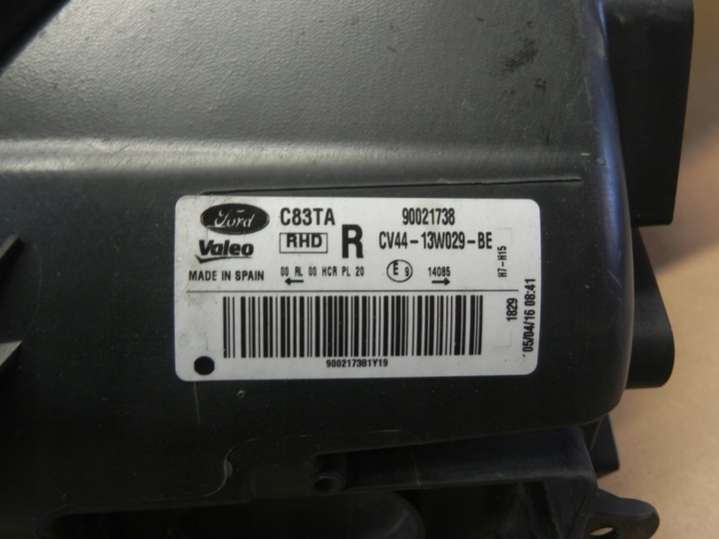 Ford C83TA 90021738
Valeo RHD R CV44-13W029-BE
MADE IN SPAIN 00 RL 00 HCR PL 20 E9 14085
H7-H15
1829
05/04/16 08:41
900217381Y19